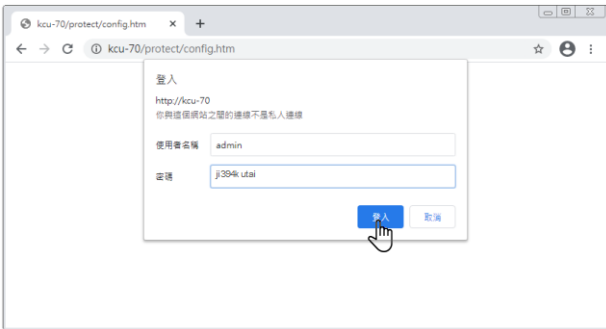 kcu-70/protect/config.htm
kcu-70/protect/config.htm
登入
http://kcu-70
你與這個網站之間的連線不是私人連線
使用者名稱 admin
密碼 ji394k utai
登入 取消